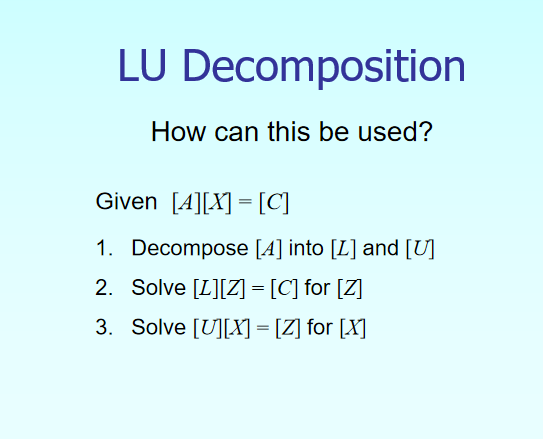 LU Decomposition
How can this be used?
Given [A][X] = [C]
1. Decompose [A] into [L] and [U]
2. Solve [L][Z] = [C] for [Z]
3. Solve [U][X] = [Z] for [X]